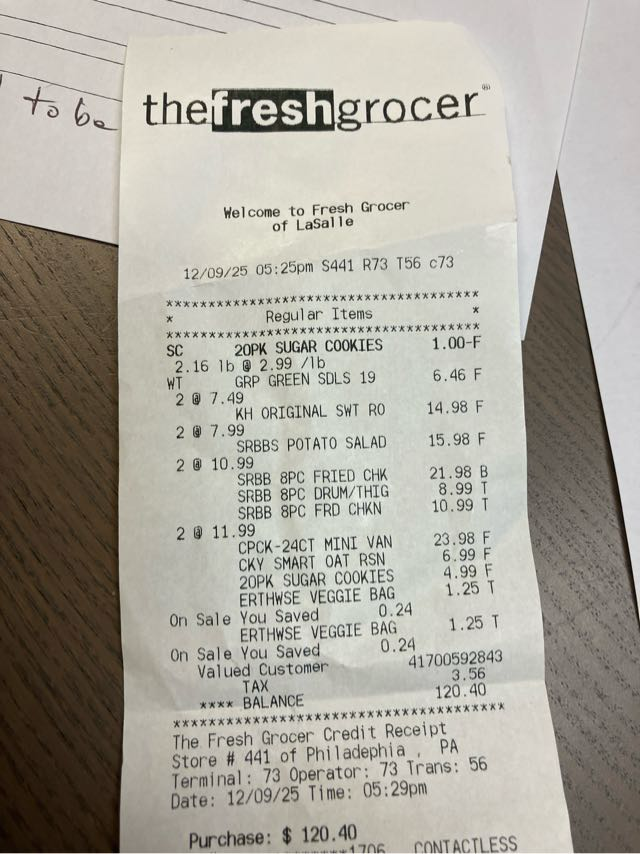 to be
thefreshgrocer®
Welcome to Fresh Grocer
of LaSalle
12/09/25 05:25pm S441 R73 T56 c73
****************************************
* Regular Items *
****************************************
SC 20PK SUGAR COOKIES 1.00-F
2.16 lb @ 2.99 /lb
WT GRP GREEN SDLS 19 6.46 F
2 @ 7.49
KH ORIGINAL SWT RO 14.98 F
2 @ 7.99
SRBBS POTATO SALAD 15.98 F
2 @ 10.99
SRBB 8PC FRIED CHK 21.98 B
SRBB 8PC DRUM/THIG 8.99 T
SRBB 8PC FRD CHKN 10.99 T
2 @ 11.99
CPCK-24CT MINI VAN 23.98 F
CKY SMART OAT RSN 6.99 F
20PK SUGAR COOKIES 4.99 F
ERTHWSE VEGGIE BAG 1.25 T
On Sale You Saved 0.24
ERTHWSE VEGGIE BAG 1.25 T
On Sale You Saved 0.24
Valued Customer 41700592843
TAX 3.56
**** BALANCE 120.40
****************************************
The Fresh Grocer Credit Receipt
Store # 441 of Philadephia , PA
Terminal: 73 Operator: 73 Trans: 56
Date: 12/09/25 Time: 05:29pm
Purchase: $ 120.40
CONTACTLESS